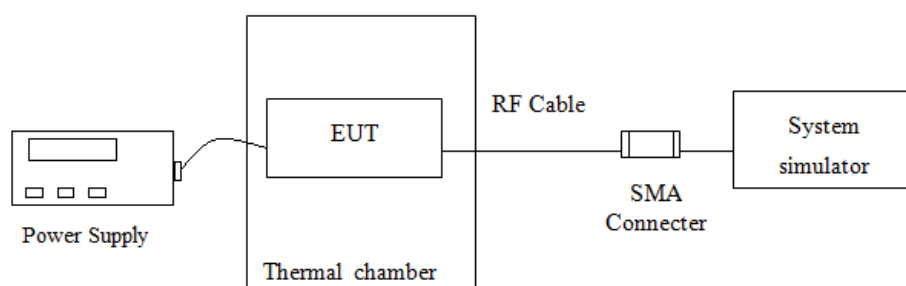 Power Supply
EUT
Thermal chamber
RF Cable
SMA
Connecter
System
simulator